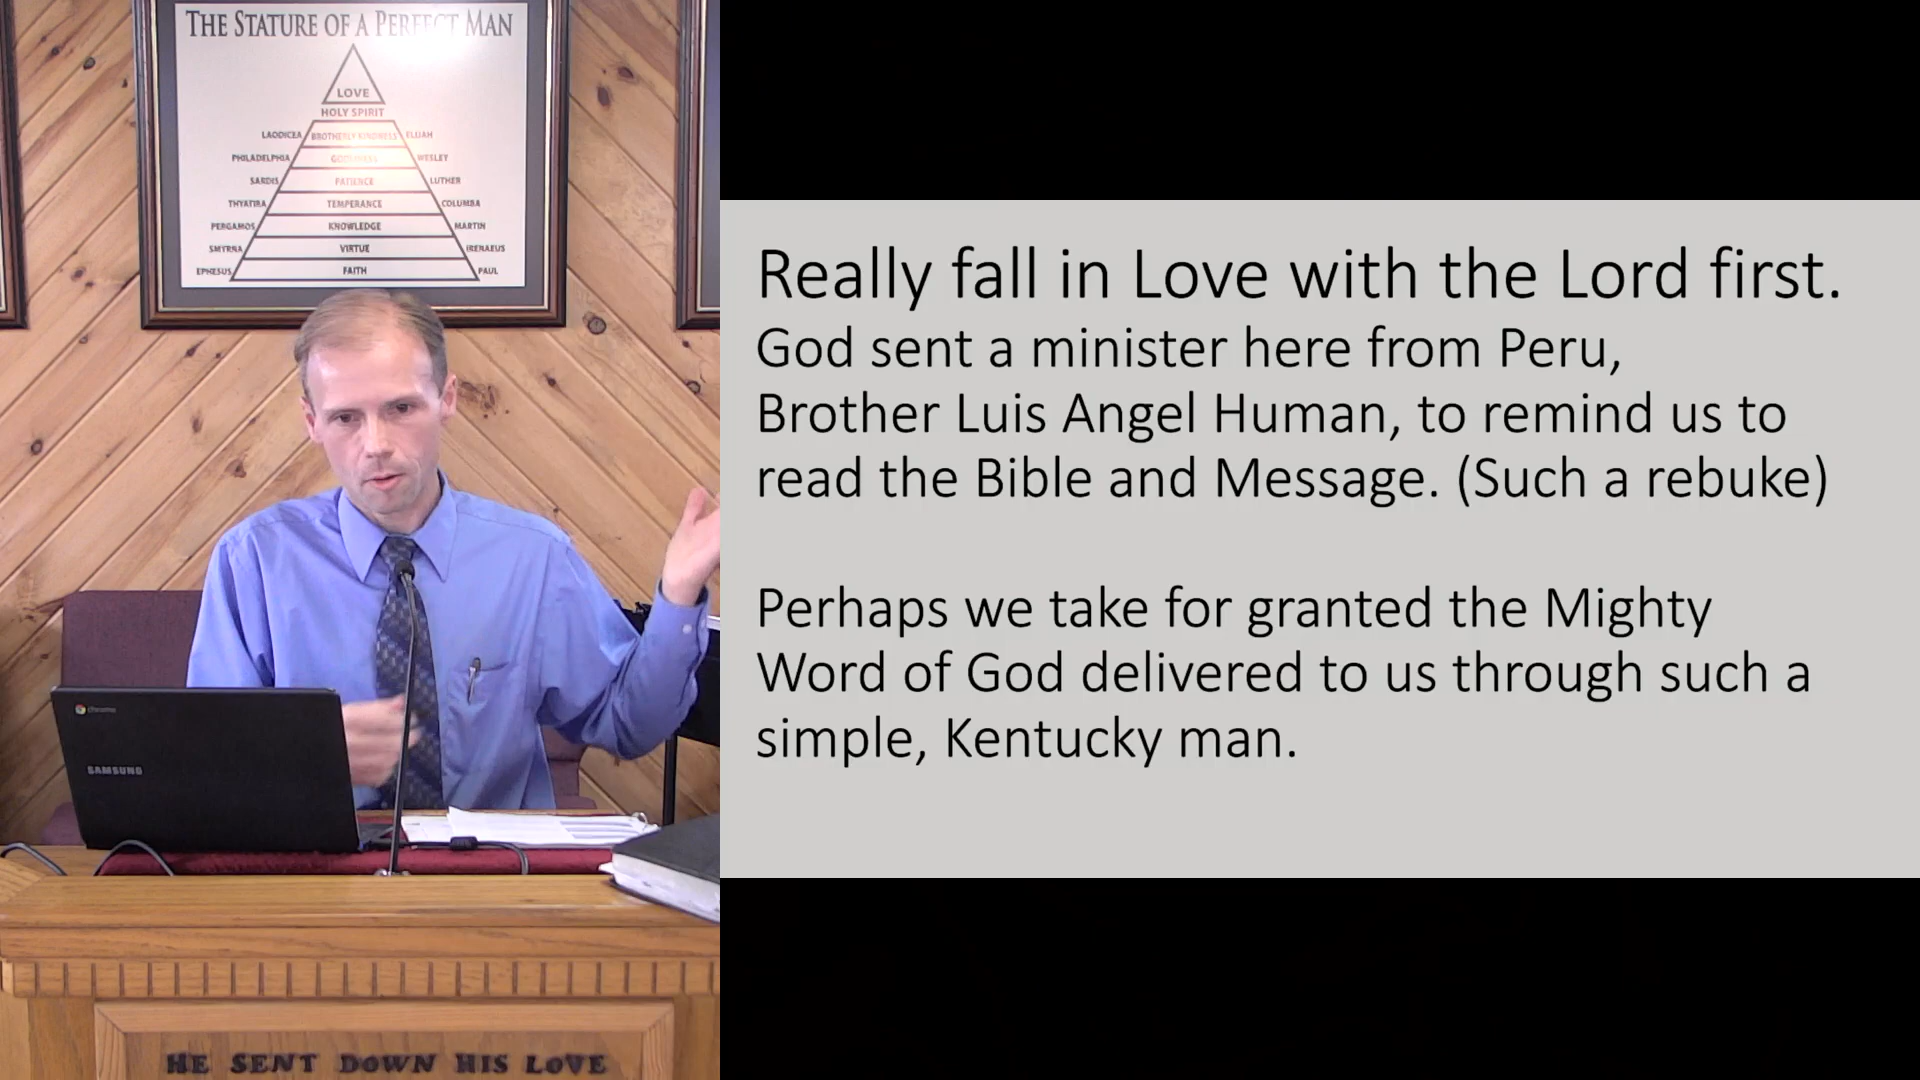 THE STATURE OF A PERFECT MAN
LOVE
HOLY SPIRIT
LAODICEA BROTHERLY KINDNESS ELIJAH
PHILADELPHIA GODLINESS WESLEY
SARDIS PATIENCE LUTHER
THYATIRA TEMPERANCE COLUMBA
PERGAMOS KNOWLEDGE MARTIN
SMYRNA VIRTUE IRENAEUS
EPHESUS FAITH PAUL
chrome
SAMSUNG
HE SENT DOWN HIS LOVE
Really fall in Love with the Lord first.
God sent a minister here from Peru,
Brother Luis Angel Human, to remind us to
read the Bible and Message. (Such a rebuke)
Perhaps we take for granted the Mighty
Word of God delivered to us through such a
simple, Kentucky man.